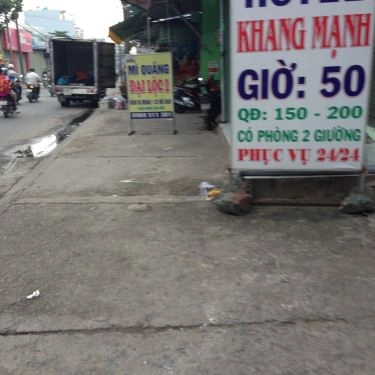 HOTEL
KHANG MẠNH
GIỜ: 50
QĐ: 150 - 200
CÓ PHÒNG 2 GIƯỜNG
PHỤC VỤ 24/24
MÌ QUẢNG
ĐẠI LỘC 1